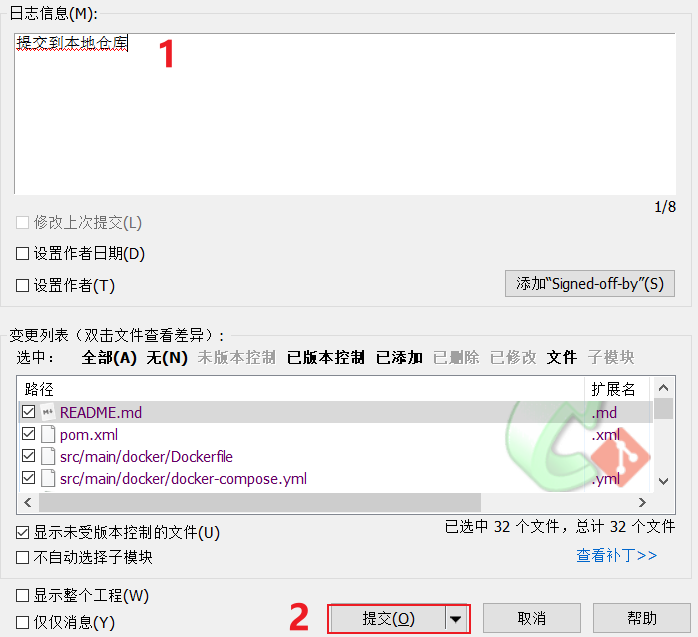 日志信息(M):
提交到本地仓库
1
1/8
修改上次提交(L)
设置作者日期(D)
设置作者(T)
添加“Signed-off-by”(S)
变更列表（双击文件查看差异）:
选中： 全部(A) 无(N) 未版本控制 已版本控制 已添加 已删除 已修改 文件 子模块
路径 扩展名
README.md .md
pom.xml .xml
src/main/docker/Dockerfile
src/main/docker/docker-compose.yml .yml
已选中 32 个文件，总计 32 个文件
显示未受版本控制的文件(U)
不自动选择子模块
查看补丁>>
显示整个工程(W)
仅仅消息(Y)
2
提交(O)
取消
帮助